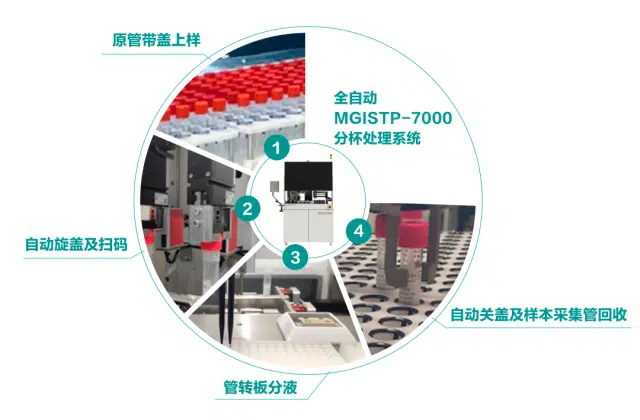 原管带盖上样
全自动
MGISTP-7000
分杯处理系统
1
2
3
4
自动旋盖及扫码
自动关盖及样本采集管回收
管转板分液